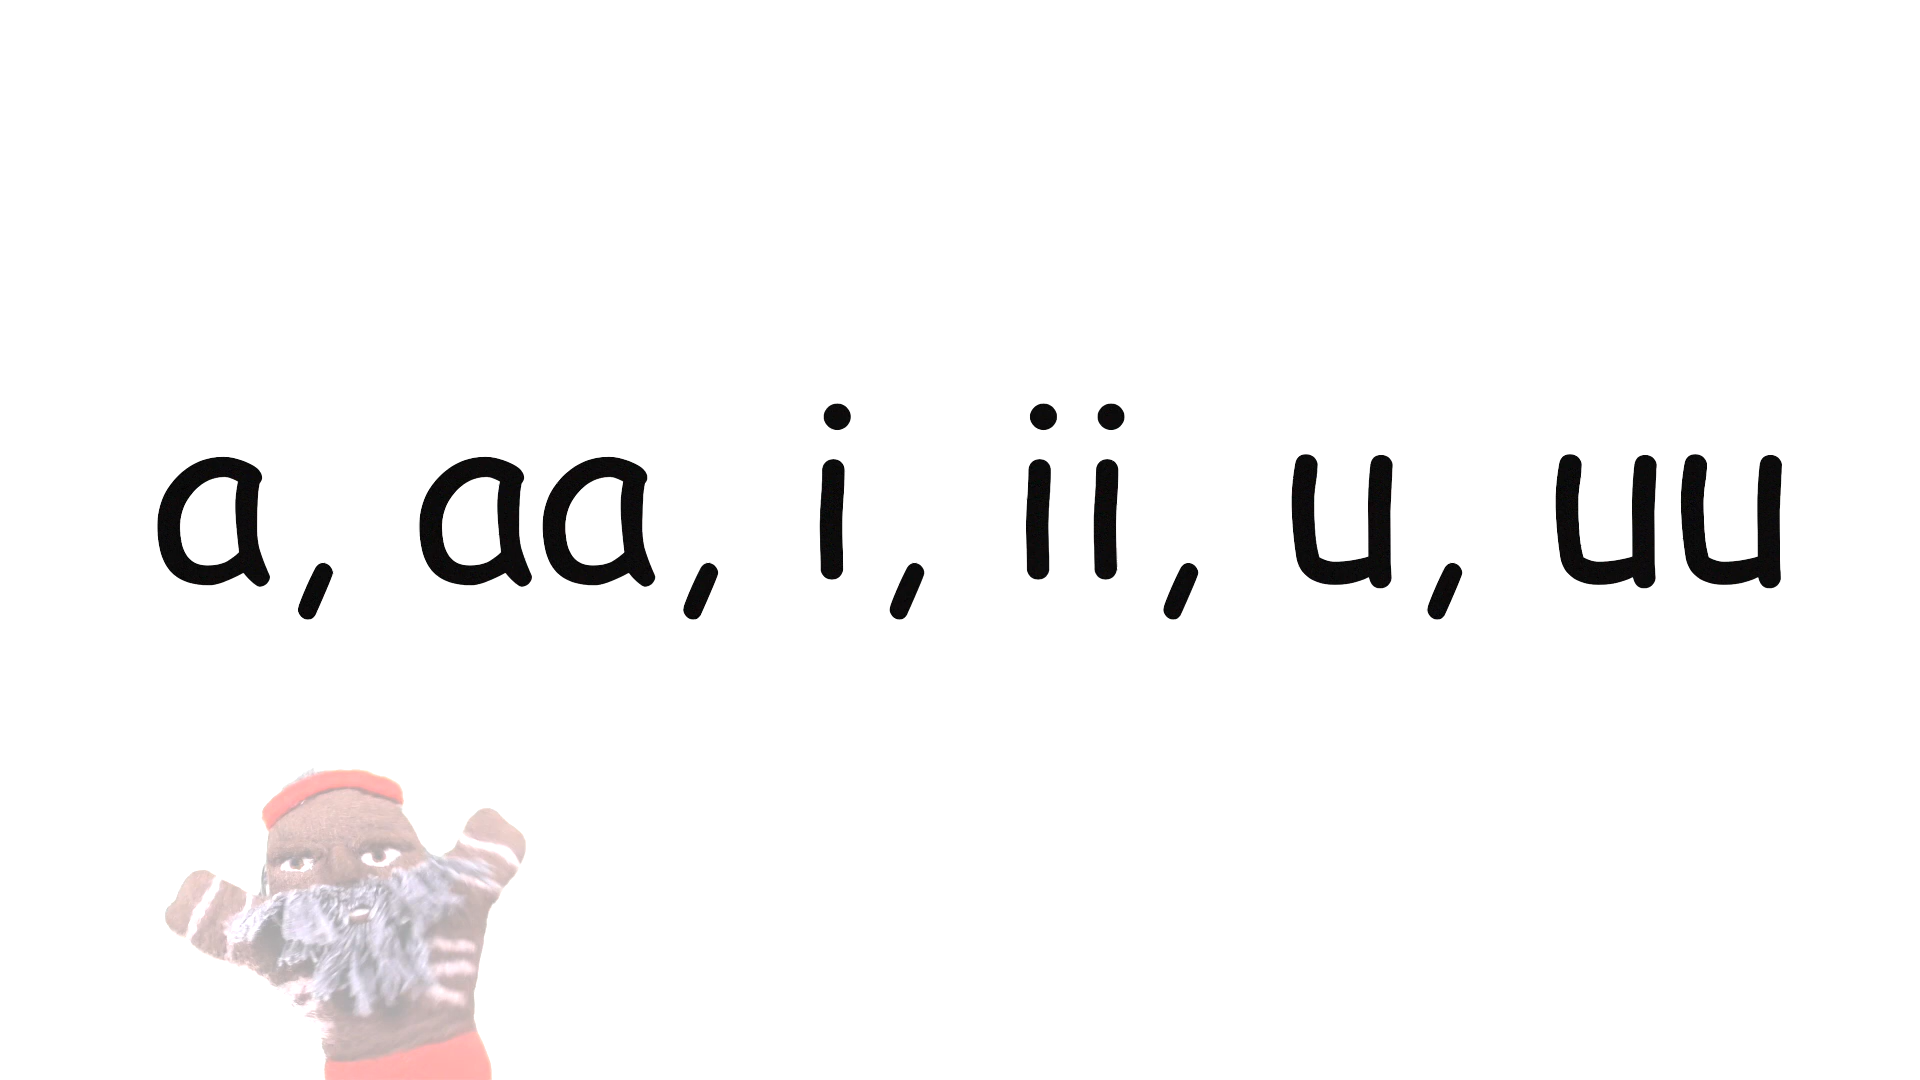 a, aa, i, ii, u, uu